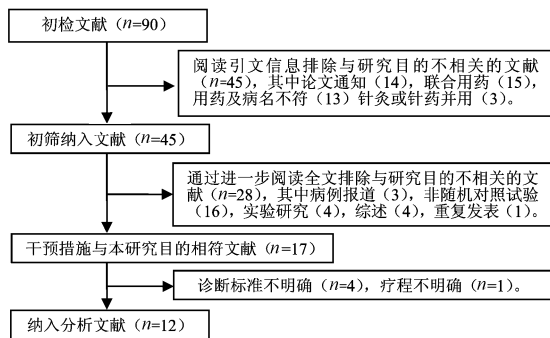 初检文献（n=90）
阅读引文信息排除与研究目的不相关的文献
（n=45），其中论文通知（14），联合用药（15），
用药及病名不符（13）针灸或针药并用（3）。
初筛纳入文献（n=45）
通过进一步阅读全文排除与研究目的不相关的文
献（n=28），其中病例报道（3），非随机对照试验
（16），实验研究（4），综述（4），重复发表（1）。
干预措施与本研究目的相符文献（n=17）
诊断标准不明确（n=4），疗程不明确（n=1）。
纳入分析文献（n=12）